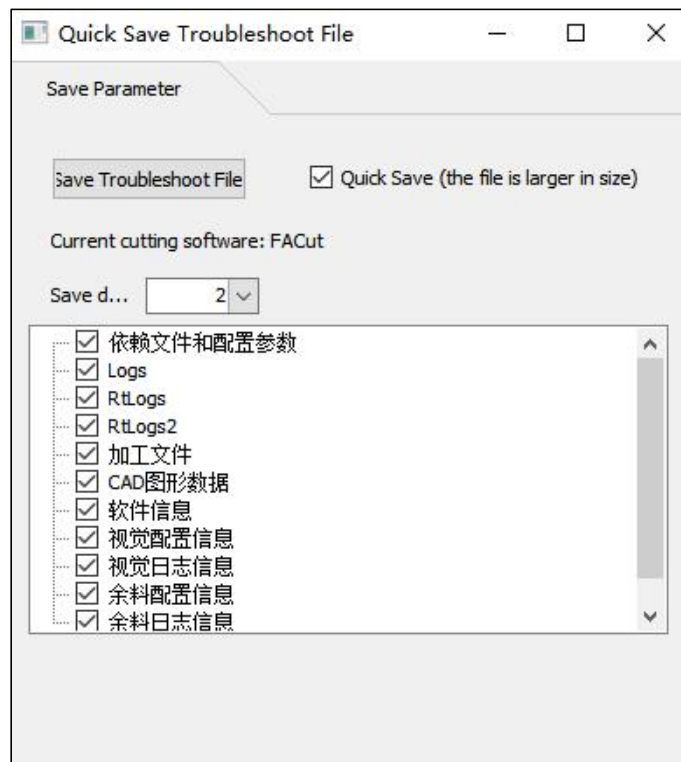 Quick Save Troubleshoot File
Save Parameter
Save Troubleshoot File
Quick Save (the file is larger in size)
Current cutting software: FACut
Save d...
2
依赖文件和配置参数
Logs
RtLogs
RtLogs2
加工文件
CAD图形数据
软件信息
视觉配置信息
视觉日志信息
余料配置信息
余料日志信息